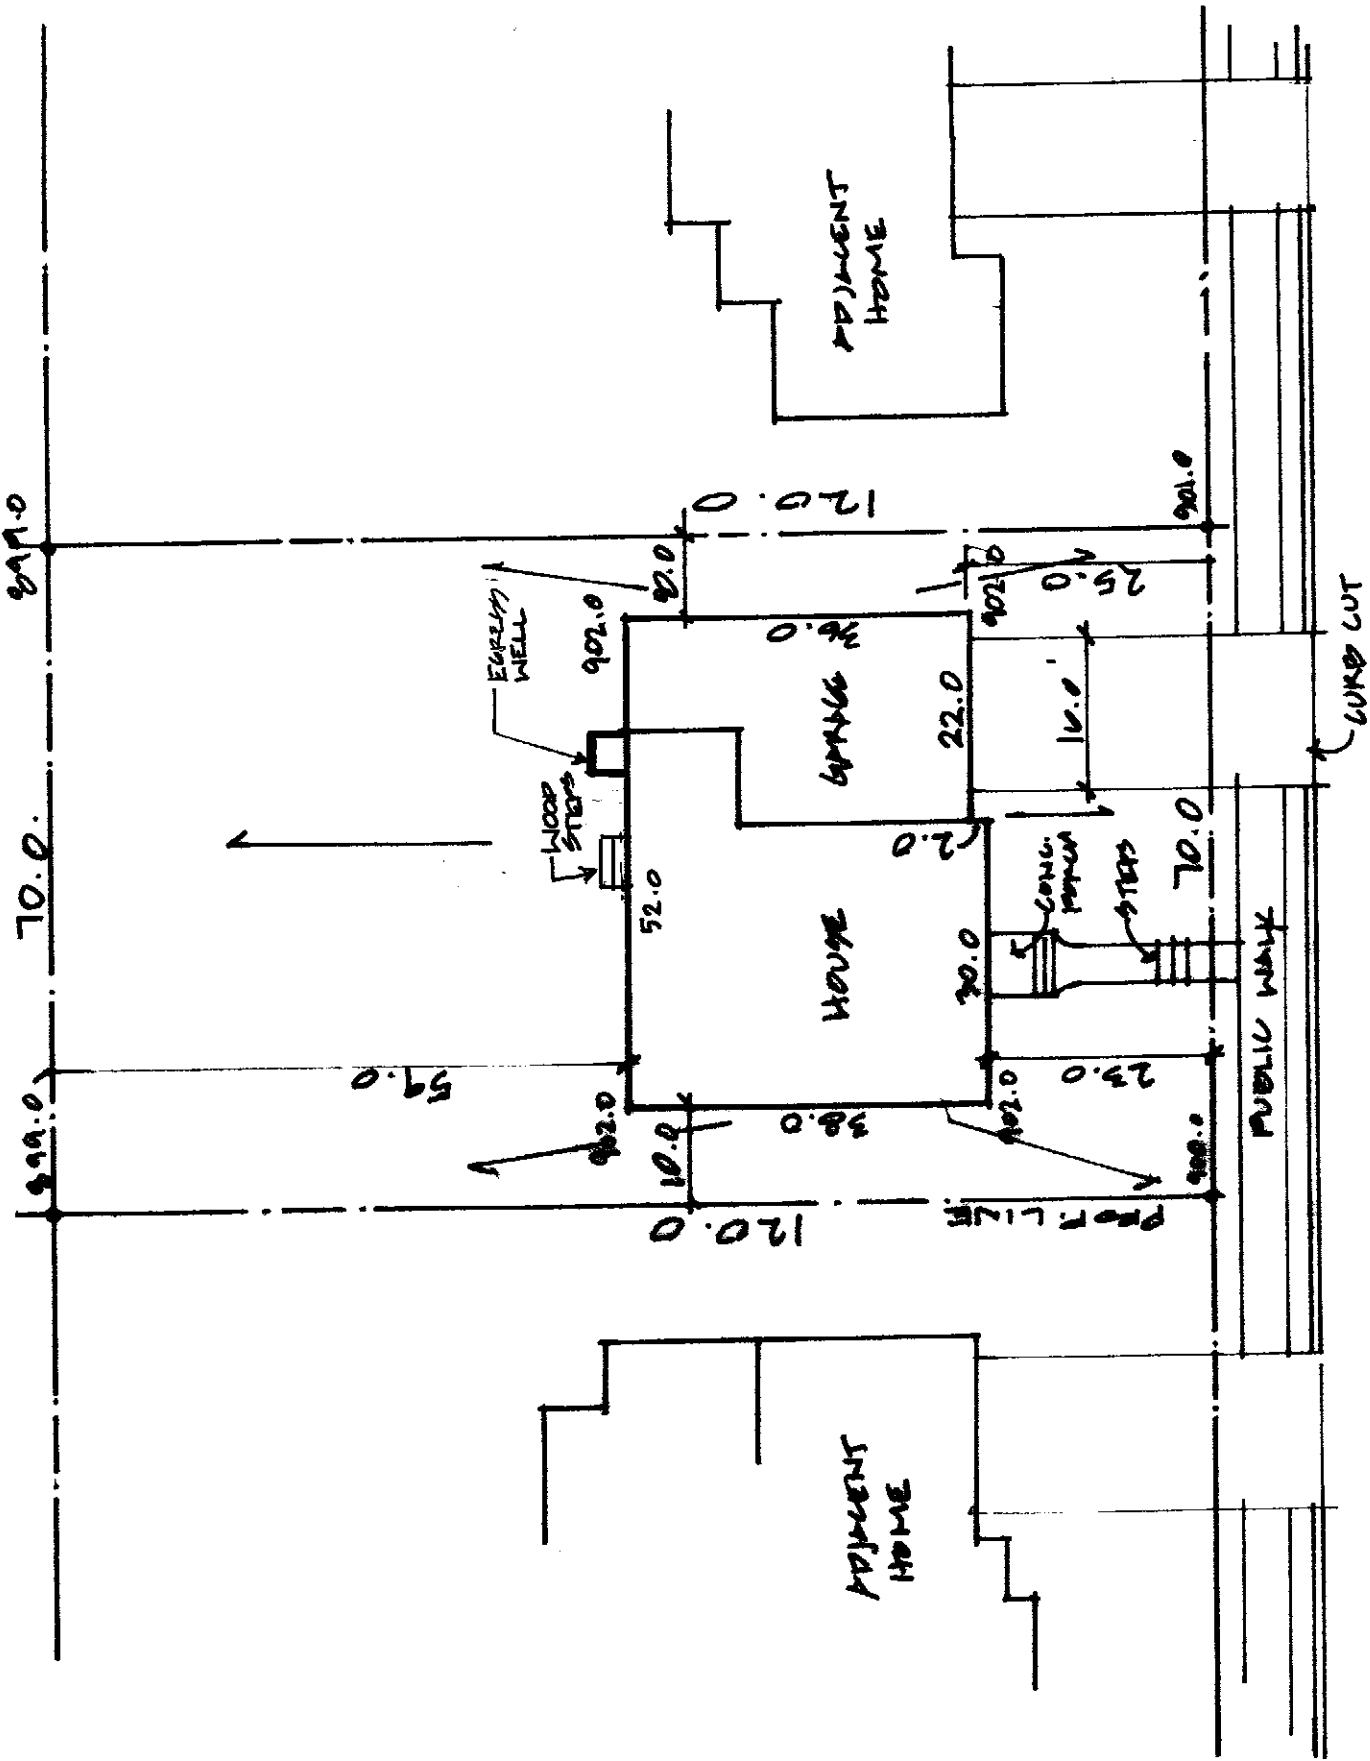 899.0
70.0.
899.0
59.0
EGRESS
WELL
WOOD
STEPS
902.0
902.0
52.0
10.0
8.0
120.0
120.0
38.0
36.0
ADJACENT
HOME
HOUSE
GARAGE
ADJACENT
HOME
2.0
30.0
22.0
902.0
902.0
23.0
25.0
CONC.
PORCH
16.0
STEPS
PROP. LINE
900.0
70.0
901.0
PUBLIC WALK
CURB CUT